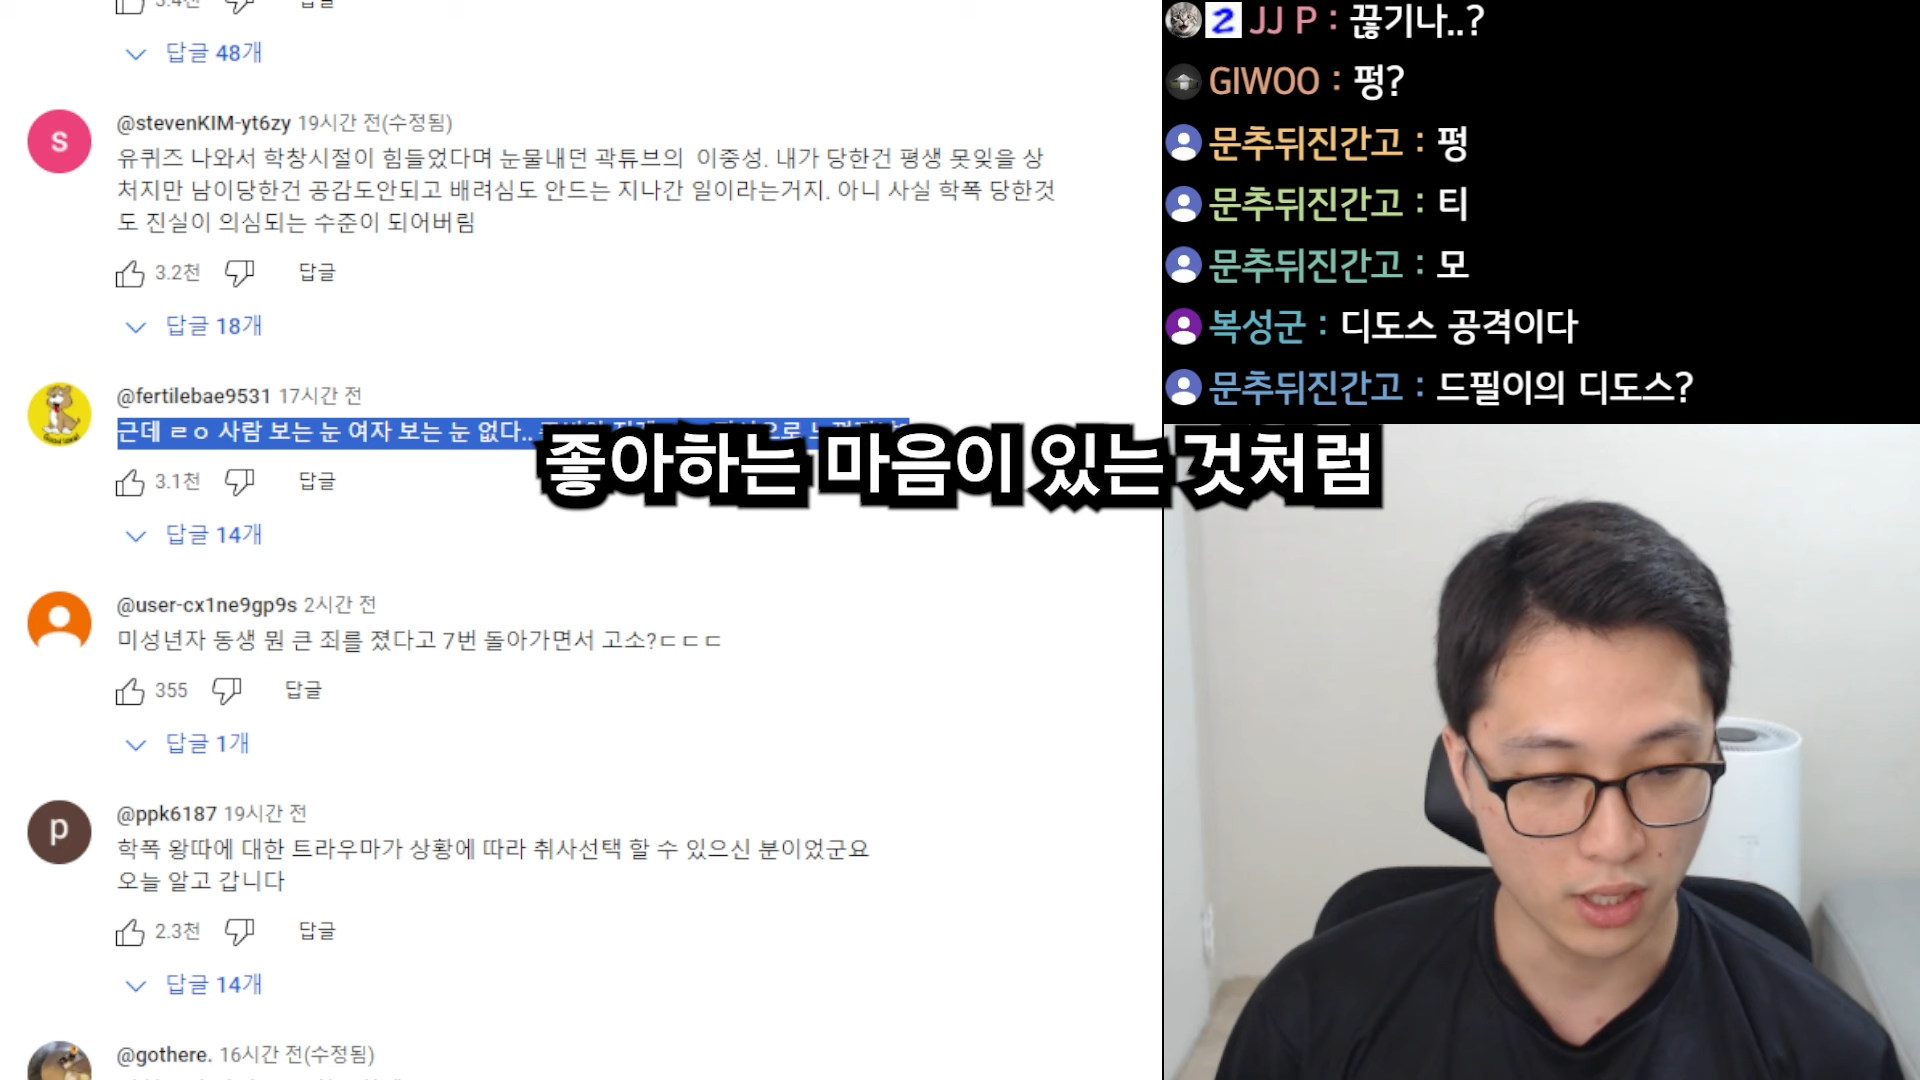 답글
답글 48개
@stevenKIM-yt6zy 19시간 전(수정됨)
유퀴즈 나와서 학창시절이 힘들었다며 눈물내던 곽튜브의 이중성. 내가 당한건 평생 못잊을 상
처지만 남이당한건 공감도안되고 배려심도 안드는 지나간 일이라는거지. 아니 사실 학폭 당한것
도 진실이 의심되는 수준이 되어버림
3.2천 답글
답글 18개
@fertilebae9531 17시간 전
근데 ㄹㅇ 사람 보는 눈 여자 보는 눈 없다..
3.1천 답글
답글 14개
@user-cx1ne9gp9s 2시간 전
미성년자 동생 뭔 큰 죄를 졌다고 7번 돌아가면서 고소?ㄷㄷㄷ
355 답글
답글 1개
@ppk6187 19시간 전
학폭 왕따에 대한 트라우마가 상황에 따라 취사선택 할 수 있으신 분이었군요
오늘 알고 갑니다
2.3천 답글
답글 14개
@gothere. 16시간 전(수정됨)
좋아하는 마음이 있는 것처럼
2 JJ P : 끊기나..?
GIWOO : 펑?
문추뒤진간고 : 펑
문추뒤진간고 : 티
문추뒤진간고 : 모
복성군 : 디도스 공격이다
문추뒤진간고 : 드필이의 디도스?
S
p